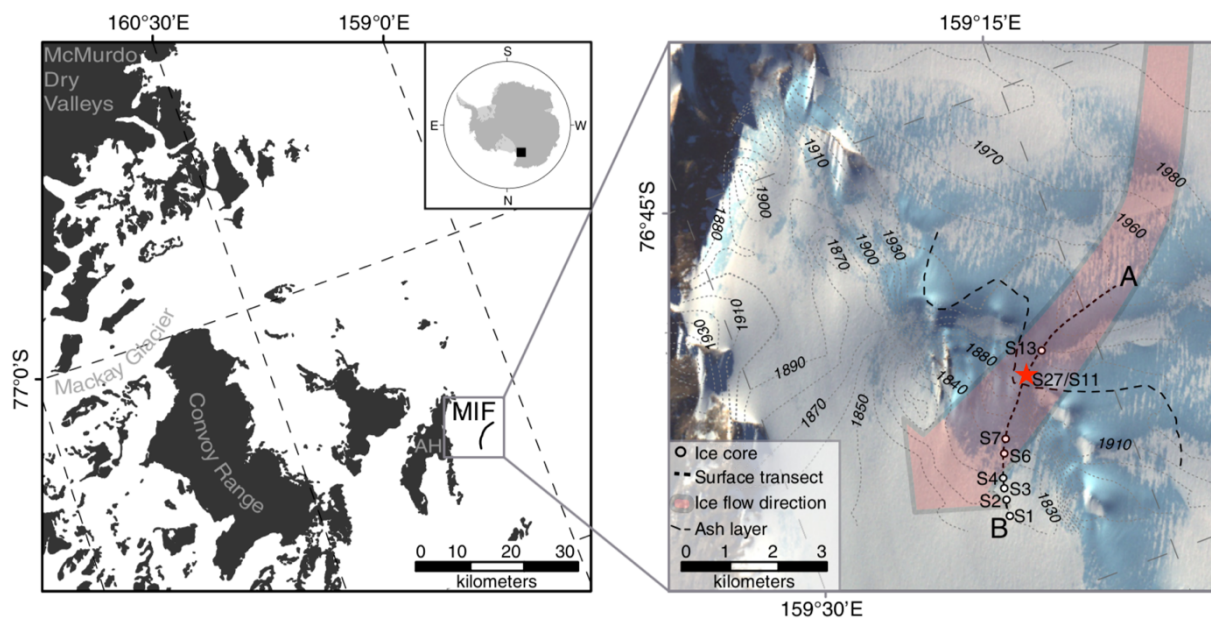 160°30'E
159°0'E
McMurdo
Dry
Valleys
S
E
W
N
77°0'S
Mackay Glacier
Convoy Range
MIF
AH
0 10 20 30
kilometers
159°15'E
76°45'S
1910
1970
1980
1900
1880
1960
1870
1900
1930
A
1910
1930
1880
S13
1890
1840
S27/S11
1870
1850
S7
1910
S6
S4
S3
1830
S2
S1
B
Ice core
Surface transect
Ice flow direction
Ash layer
0 1 2 3
kilometers
159°30'E